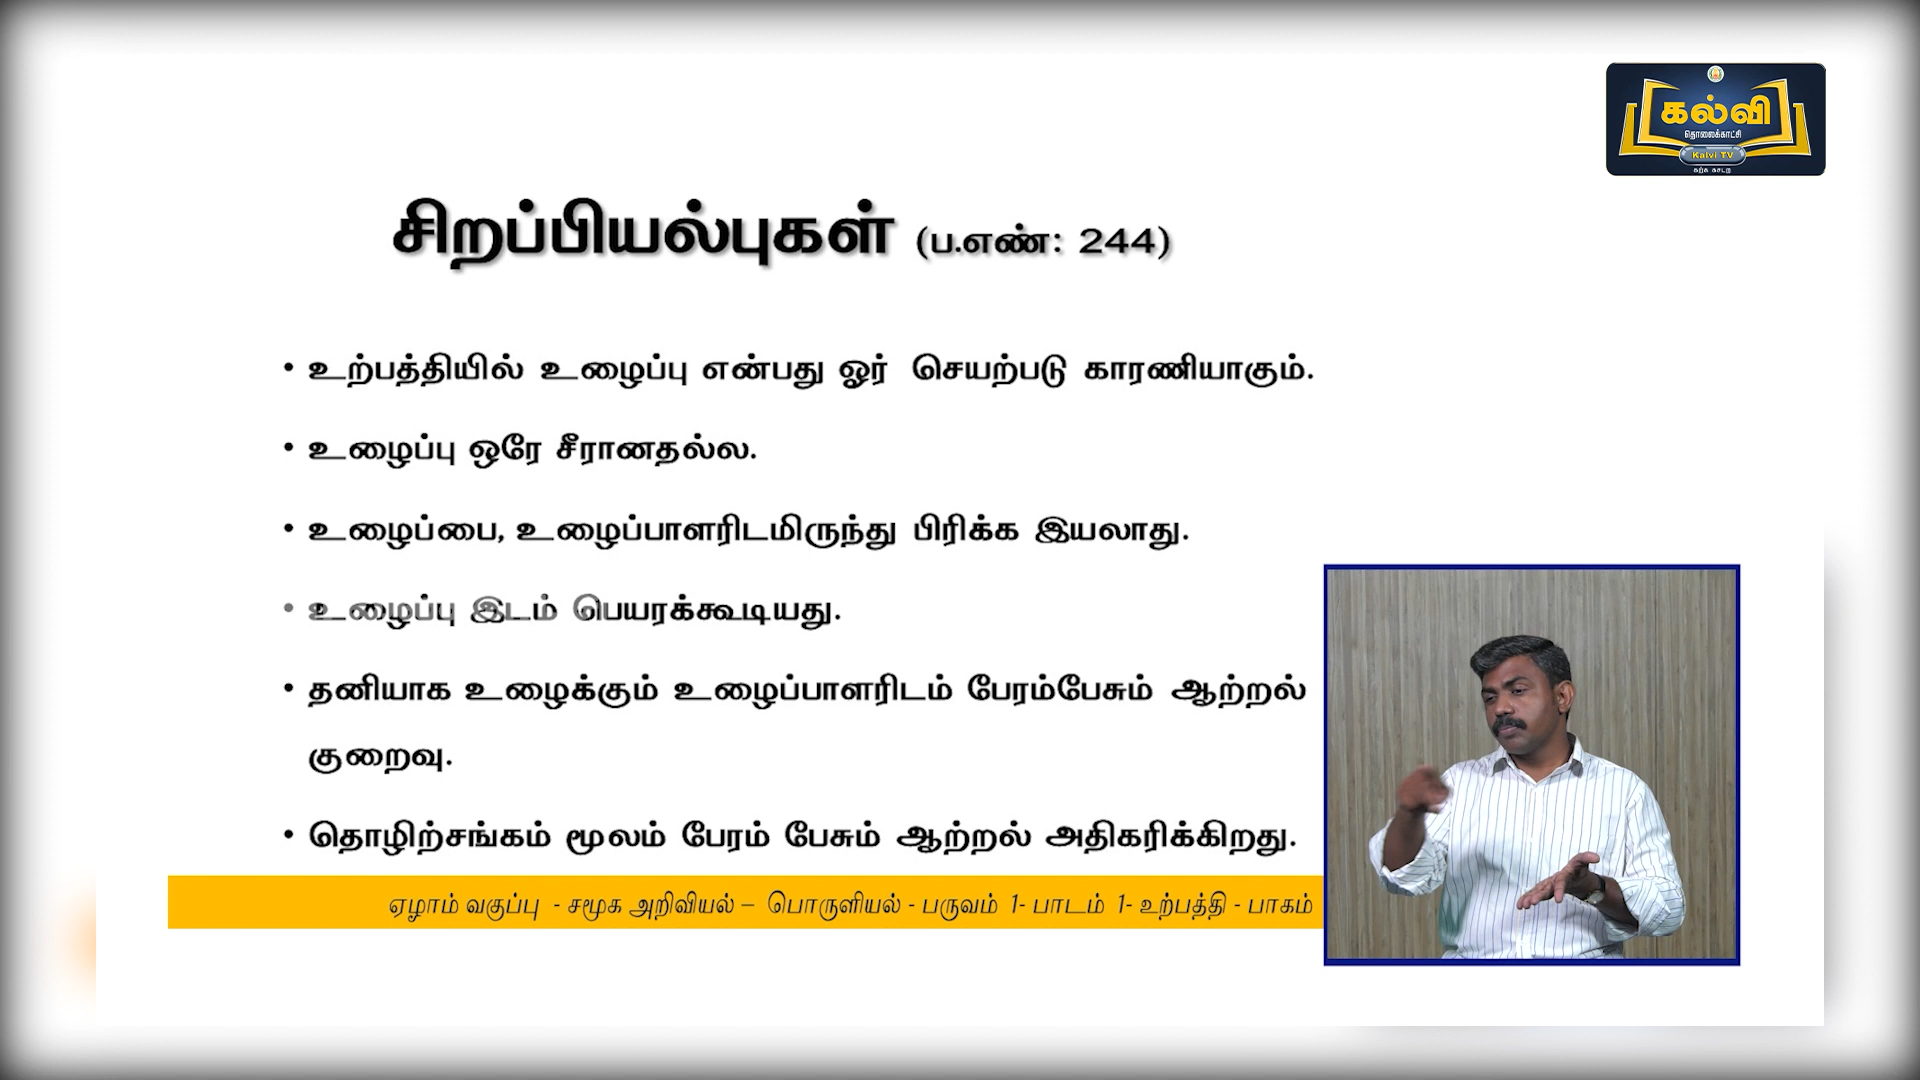 கல்வி
தொலைக்காட்சி
Kalvi TV
கற்க கசடற
சிறப்பியல்புகள் (ப.எண்: 244)
• உற்பத்தியில் உழைப்பு என்பது ஓர் செயற்படு காரணியாகும்.
• உழைப்பு ஒரே சீரானதல்ல.
• உழைப்பை, உழைப்பாளரிடமிருந்து பிரிக்க இயலாது.
• உழைப்பு இடம் பெயரக்கூடியது.
• தனியாக உழைக்கும் உழைப்பாளரிடம் பேரம்பேசும் ஆற்றல்
குறைவு.
• தொழிற்சங்கம் மூலம் பேரம் பேசும் ஆற்றல் அதிகரிக்கிறது.
ஏழாம் வகுப்பு - சமூக அறிவியல் – பொருளியல் - பருவம் 1- பாடம் 1- உற்பத்தி - பாகம்